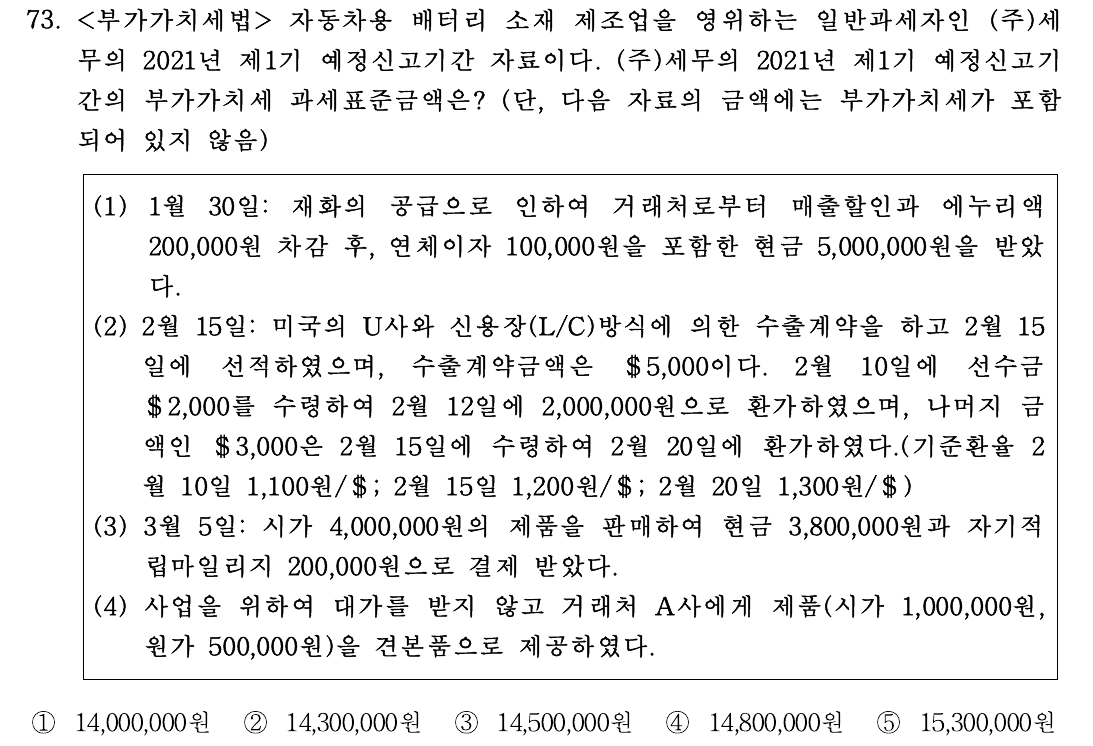 73. <부가가치세법> 자동차용 배터리 소재 제조업을 영위하는 일반과세자인 (주)세
무의 2021년 제1기 예정신고기간 자료이다. (주)세무의 2021년 제1기 예정신고기
간의 부가가치세 과세표준금액은? (단, 다음 자료의 금액에는 부가가치세가 포함
되어 있지 않음)
(1) 1월 30일: 재화의 공급으로 인하여 거래처로부터 매출할인과 에누리액
200,000원 차감 후, 연체이자 100,000원을 포함한 현금 5,000,000원을 받았
다.
(2) 2월 15일: 미국의 U사와 신용장(L/C)방식에 의한 수출계약을 하고 2월 15
일에 선적하였으며, 수출계약금액은 $5,000이다. 2월 10일에 선수금
$2,000를 수령하여 2월 12일에 2,000,000원으로 환가하였으며, 나머지 금
액인 $3,000은 2월 15일에 수령하여 2월 20일에 환가하였다.(기준환율 2
월 10일 1,100원/$; 2월 15일 1,200원/$; 2월 20일 1,300원/$)
(3) 3월 5일: 시가 4,000,000원의 제품을 판매하여 현금 3,800,000원과 자기적
립마일리지 200,000원으로 결제 받았다.
(4) 사업을 위하여 대가를 받지 않고 거래처 A사에게 제품(시가 1,000,000원,
원가 500,000원)을 견본품으로 제공하였다.
① 14,000,000원 ② 14,300,000원 ③ 14,500,000원 ④ 14,800,000원 ⑤ 15,300,000원